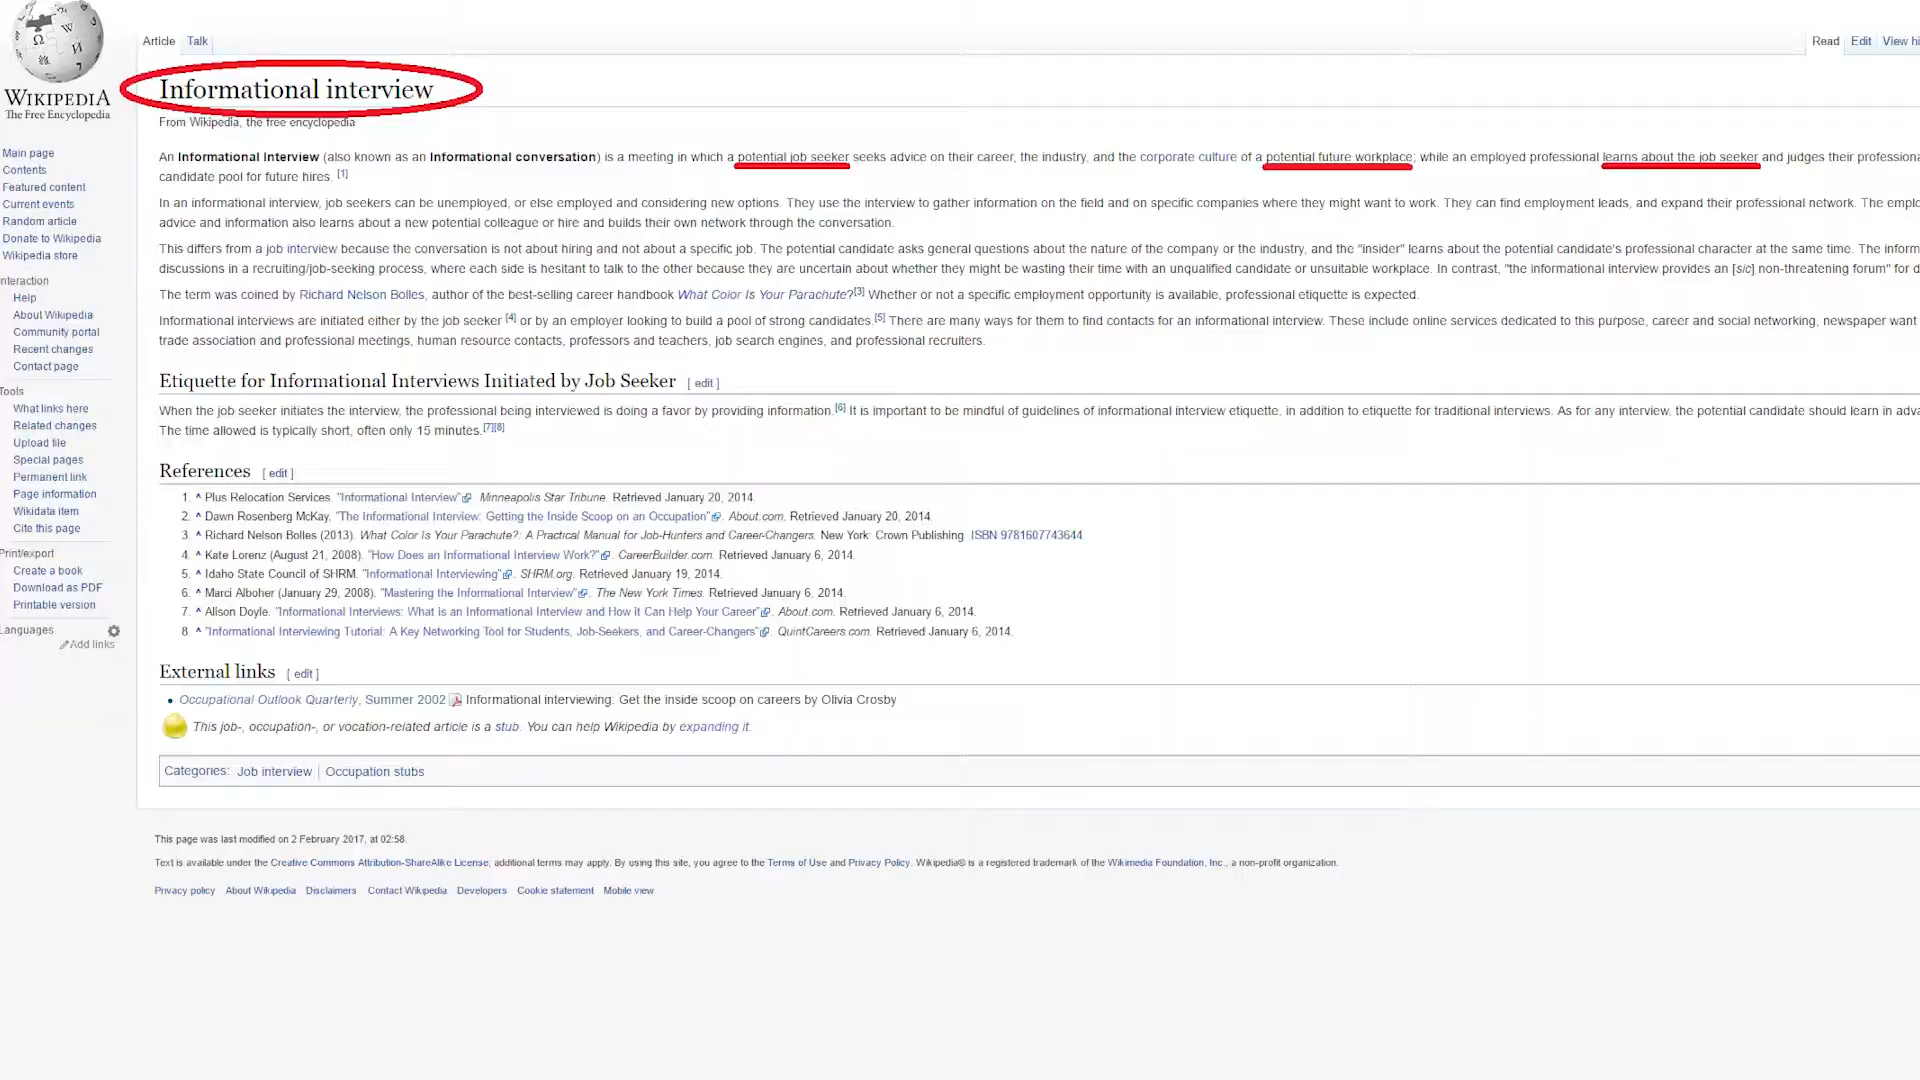 WIKIPEDIA
The Free Encyclopedia
Main page
Contents
Featured content
Current events
Random article
Donate to Wikipedia
Wikipedia store
Interaction
Help
About Wikipedia
Community portal
Recent changes
Contact page
Tools
What links here
Related changes
Upload file
Special pages
Permanent link
Page information
Wikidata item
Cite this page
Print/export
Create a book
Download as PDF
Printable version
Languages
Add links
Article Talk
Read Edit View hi
Informational interview
From Wikipedia, the free encyclopedia
An Informational Interview (also known as an Informational conversation) is a meeting in which a potential job seeker seeks advice on their career, the industry, and the corporate culture of a potential future workplace; while an employed professional learns about the job seeker and judges their professiona
candidate pool for future hires. [1]
In an informational interview, job seekers can be unemployed, or else employed and considering new options. They use the interview to gather information on the field and on specific companies where they might want to work. They can find employment leads, and expand their professional network. The emplo
advice and information also learns about a new potential colleague or hire and builds their own network through the conversation.
This differs from a job interview because the conversation is not about hiring and not about a specific job. The potential candidate asks general questions about the nature of the company or the industry, and the "insider" learns about the potential candidate's professional character at the same time. The inform
discussions in a recruiting/job-seeking process, where each side is hesitant to talk to the other because they are uncertain about whether they might be wasting their time with an unqualified candidate or unsuitable workplace. In contrast, "the informational interview provides an [sic] non-threatening forum" for d
The term was coined by Richard Nelson Bolles, author of the best-selling career handbook What Color Is Your Parachute?[3] Whether or not a specific employment opportunity is available, professional etiquette is expected.
Informational interviews are initiated either by the job seeker [4] or by an employer looking to build a pool of strong candidates.[5] There are many ways for them to find contacts for an informational interview. These include online services dedicated to this purpose, career and social networking, newspaper want
trade association and professional meetings, human resource contacts, professors and teachers, job search engines, and professional recruiters.
Etiquette for Informational Interviews Initiated by Job Seeker [ edit ]
When the job seeker initiates the interview, the professional being interviewed is doing a favor by providing information.[6] It is important to be mindful of guidelines of informational interview etiquette, in addition to etiquette for traditional interviews. As for any interview, the potential candidate should learn in adva
The time allowed is typically short, often only 15 minutes.[7][8]
References [ edit ]
1. ^ Plus Relocation Services. "Informational Interview". Minneapolis Star Tribune. Retrieved January 20, 2014.
2. ^ Dawn Rosenberg McKay. "The Informational Interview: Getting the Inside Scoop on an Occupation". About.com. Retrieved January 20, 2014.
3. ^ Richard Nelson Bolles (2013). What Color Is Your Parachute?: A Practical Manual for Job-Hunters and Career-Changers. New York: Crown Publishing. ISBN 9781607743644
4. ^ Kate Lorenz (August 21, 2008). "How Does an Informational Interview Work?". CareerBuilder.com. Retrieved January 6, 2014.
5. ^ Idaho State Council of SHRM. "Informational Interviewing". SHRM.org. Retrieved January 19, 2014.
6. ^ Marci Alboher (January 29, 2008). "Mastering the Informational Interview". The New York Times. Retrieved January 6, 2014.
7. ^ Alison Doyle. "Informational Interviews: What is an Informational Interview and How it Can Help Your Career". About.com. Retrieved January 6, 2014.
8. ^ "Informational Interviewing Tutorial: A Key Networking Tool for Students, Job-Seekers, and Career-Changers". QuintCareers.com. Retrieved January 6, 2014.
External links [ edit ]
• Occupational Outlook Quarterly, Summer 2002 Informational interviewing: Get the inside scoop on careers by Olivia Crosby
This job-, occupation-, or vocation-related article is a stub. You can help Wikipedia by expanding it.
Categories: Job interview | Occupation stubs
This page was last modified on 2 February 2017, at 02:58.
Text is available under the Creative Commons Attribution-ShareAlike License; additional terms may apply. By using this site, you agree to the Terms of Use and Privacy Policy. Wikipedia® is a registered trademark of the Wikimedia Foundation, Inc., a non-profit organization.
Privacy policy About Wikipedia Disclaimers Contact Wikipedia Developers Cookie statement Mobile view